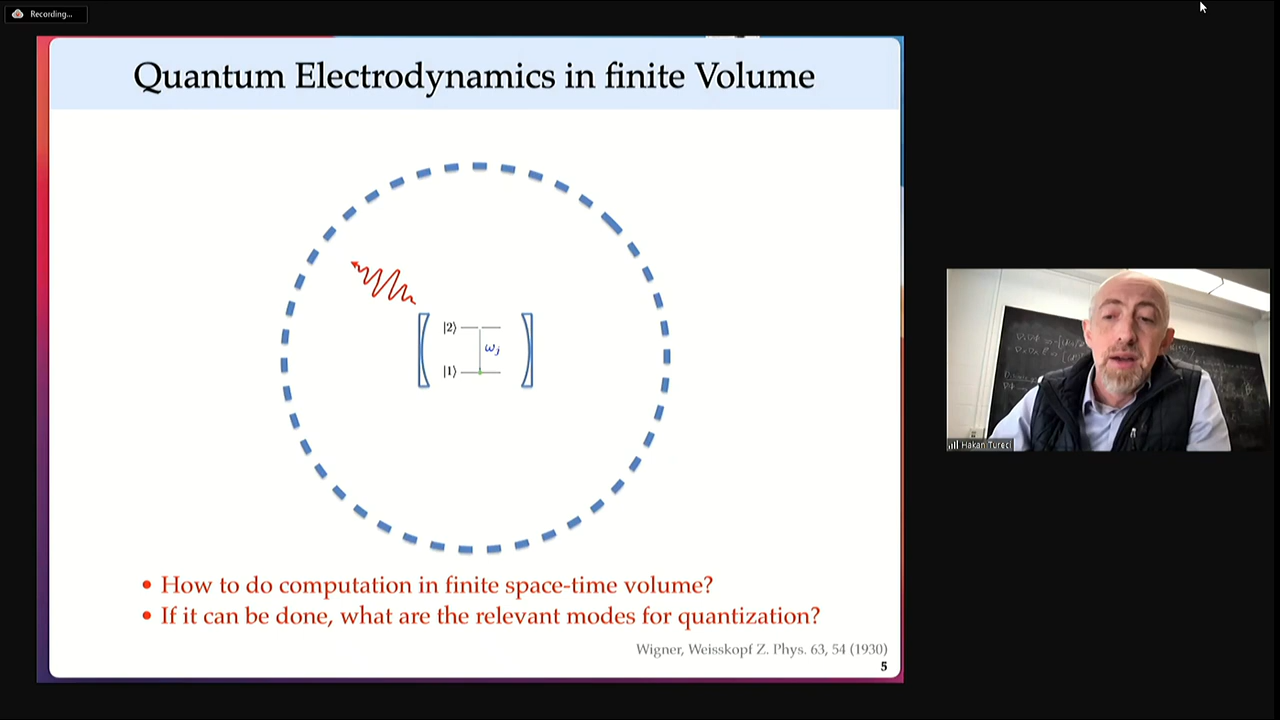 Recording...
Quantum Electrodynamics in finite Volume
|2⟩
ωj
|1⟩
• How to do computation in finite space-time volume?
• If it can be done, what are the relevant modes for quantization?
Wigner, Weisskopf Z. Phys. 63, 54 (1930)
5
Hakan Tureci